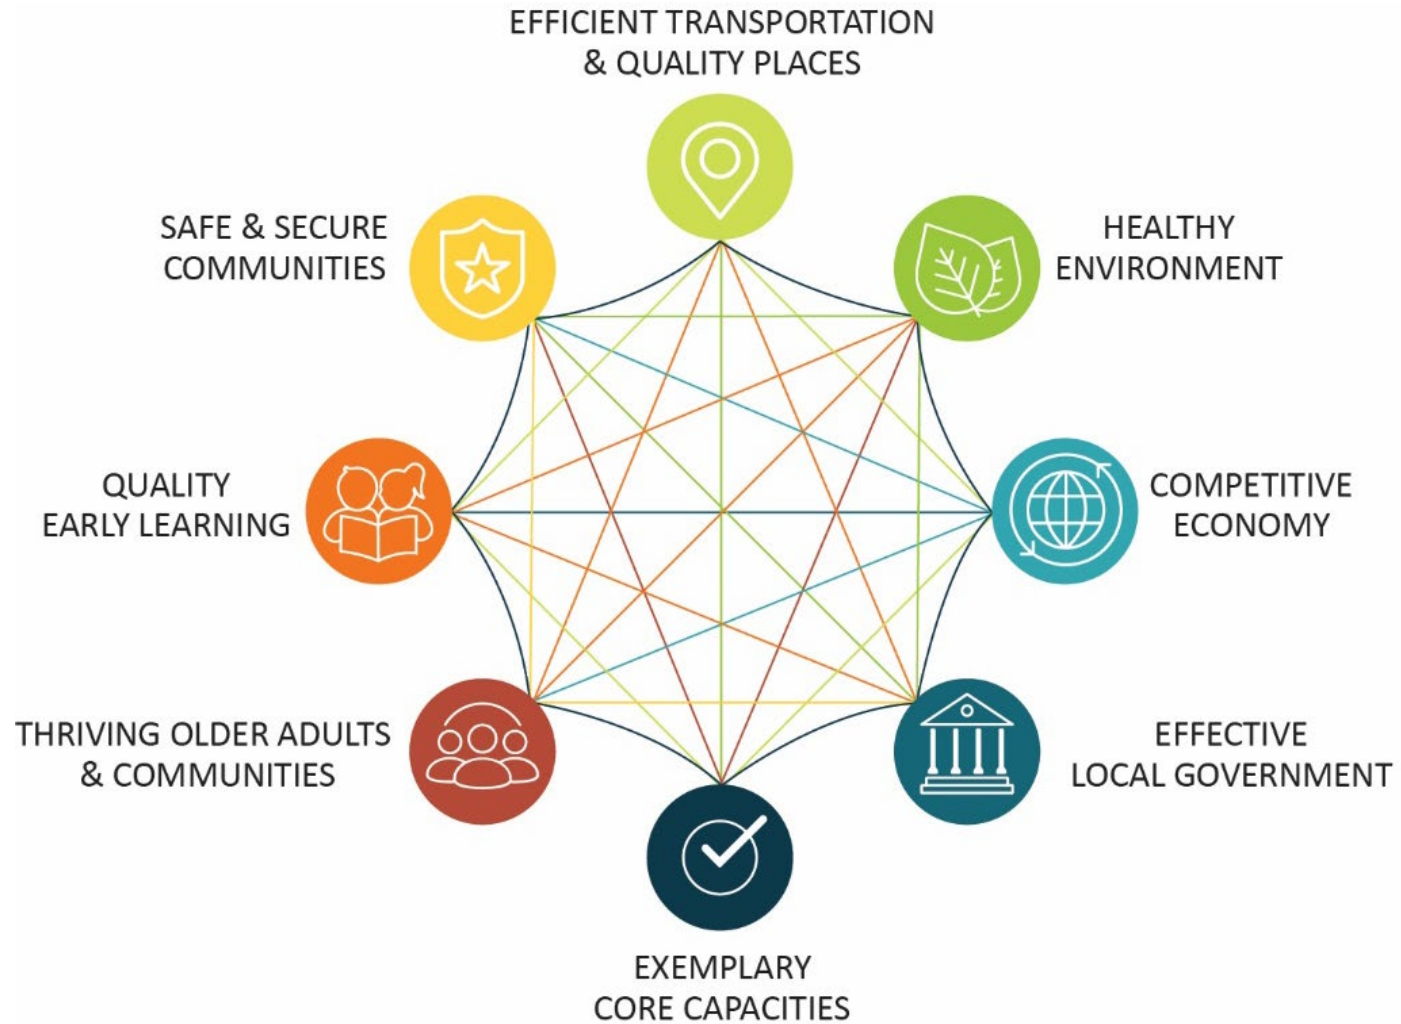 EFFICIENT TRANSPORTATION
& QUALITY PLACES
SAFE & SECURE
COMMUNITIES
HEALTHY
ENVIRONMENT
QUALITY
EARLY LEARNING
COMPETITIVE
ECONOMY
THRIVING OLDER ADULTS
& COMMUNITIES
EFFECTIVE
LOCAL GOVERNMENT
EXEMPLARY
CORE CAPACITIES